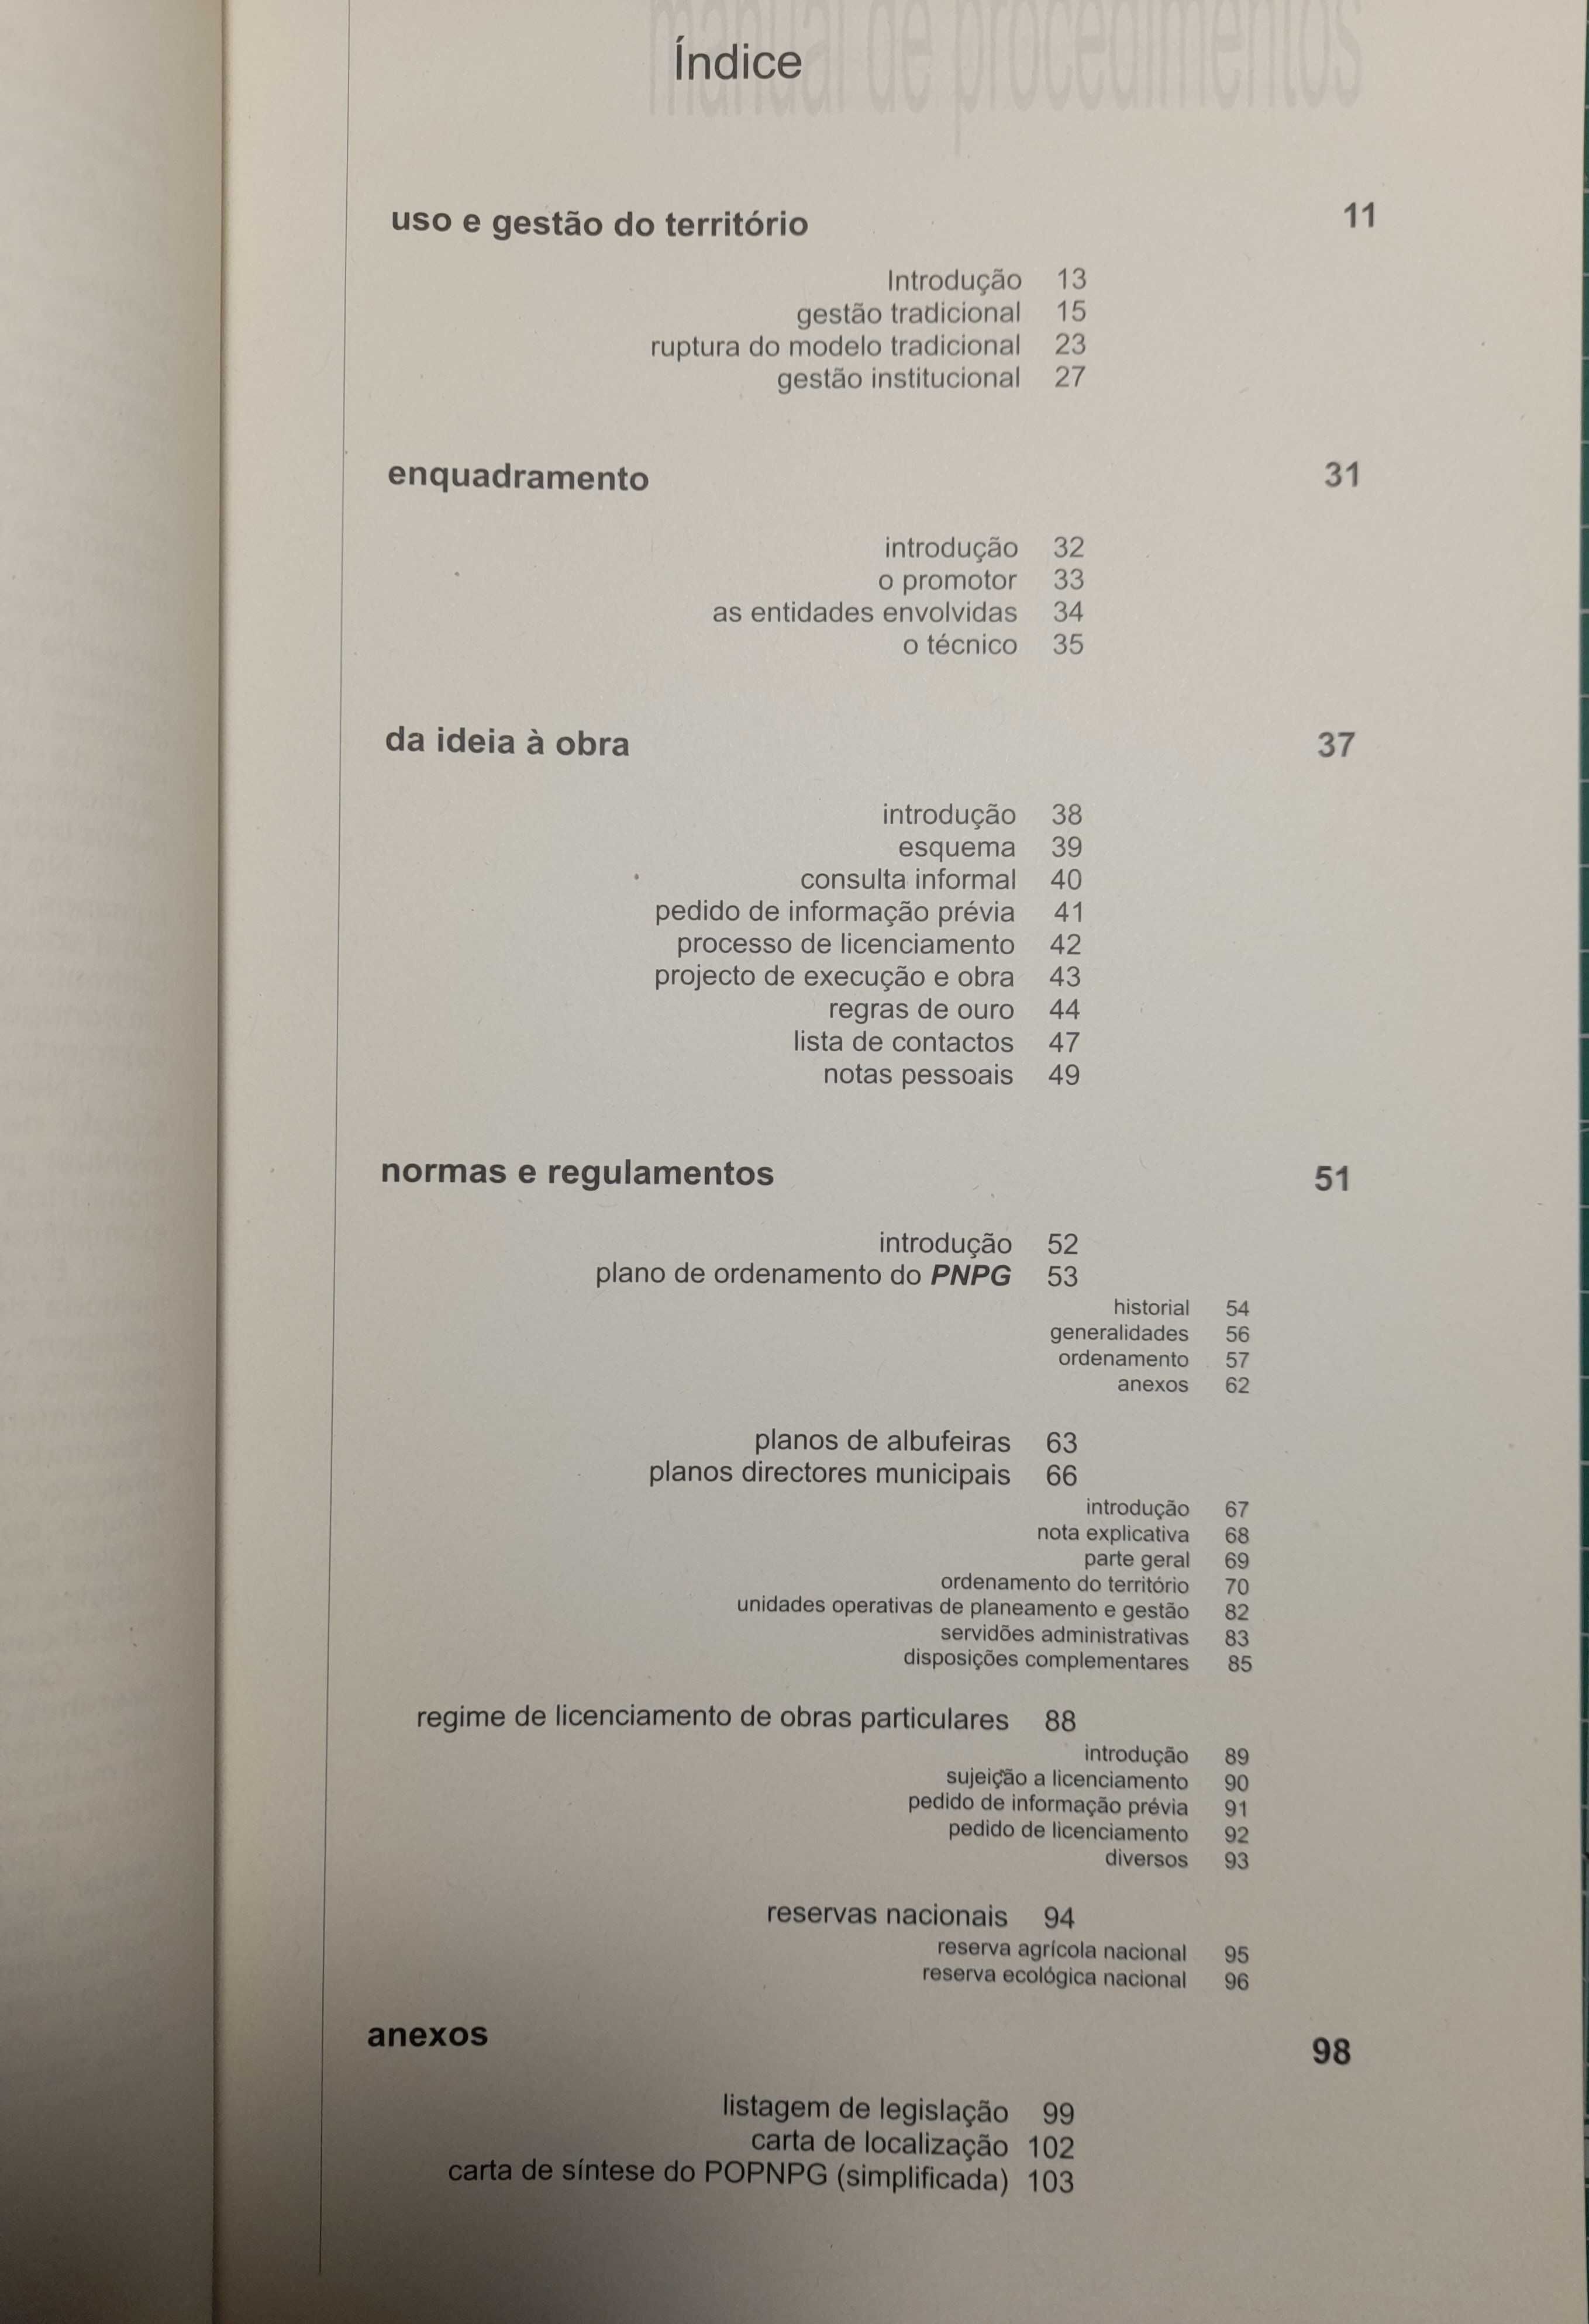 manual de procedimentos
Índice
uso e gestão do território 11
Introdução 13
gestão tradicional 15
ruptura do modelo tradicional 23
gestão institucional 27
enquadramento 31
introdução 32
o promotor 33
as entidades envolvidas 34
o técnico 35
da ideia à obra 37
introdução 38
esquema 39
consulta informal 40
pedido de informação prévia 41
processo de licenciamento 42
projecto de execução e obra 43
regras de ouro 44
lista de contactos 47
notas pessoais 49
normas e regulamentos 51
introdução 52
plano de ordenamento do PNPG 53
historial 54
generalidades 56
ordenamento 57
anexos 62
planos de albufeiras 63
planos directores municipais 66
introdução 67
nota explicativa 68
parte geral 69
ordenamento do território 70
unidades operativas de planeamento e gestão 82
servidões administrativas 83
disposições complementares 85
regime de licenciamento de obras particulares 88
introdução 89
sujeição a licenciamento 90
pedido de informação prévia 91
pedido de licenciamento 92
diversos 93
reservas nacionais 94
reserva agrícola nacional 95
reserva ecológica nacional 96
anexos 98
listagem de legislação 99
carta de localização 102
carta de síntese do POPNPG (simplificada) 103